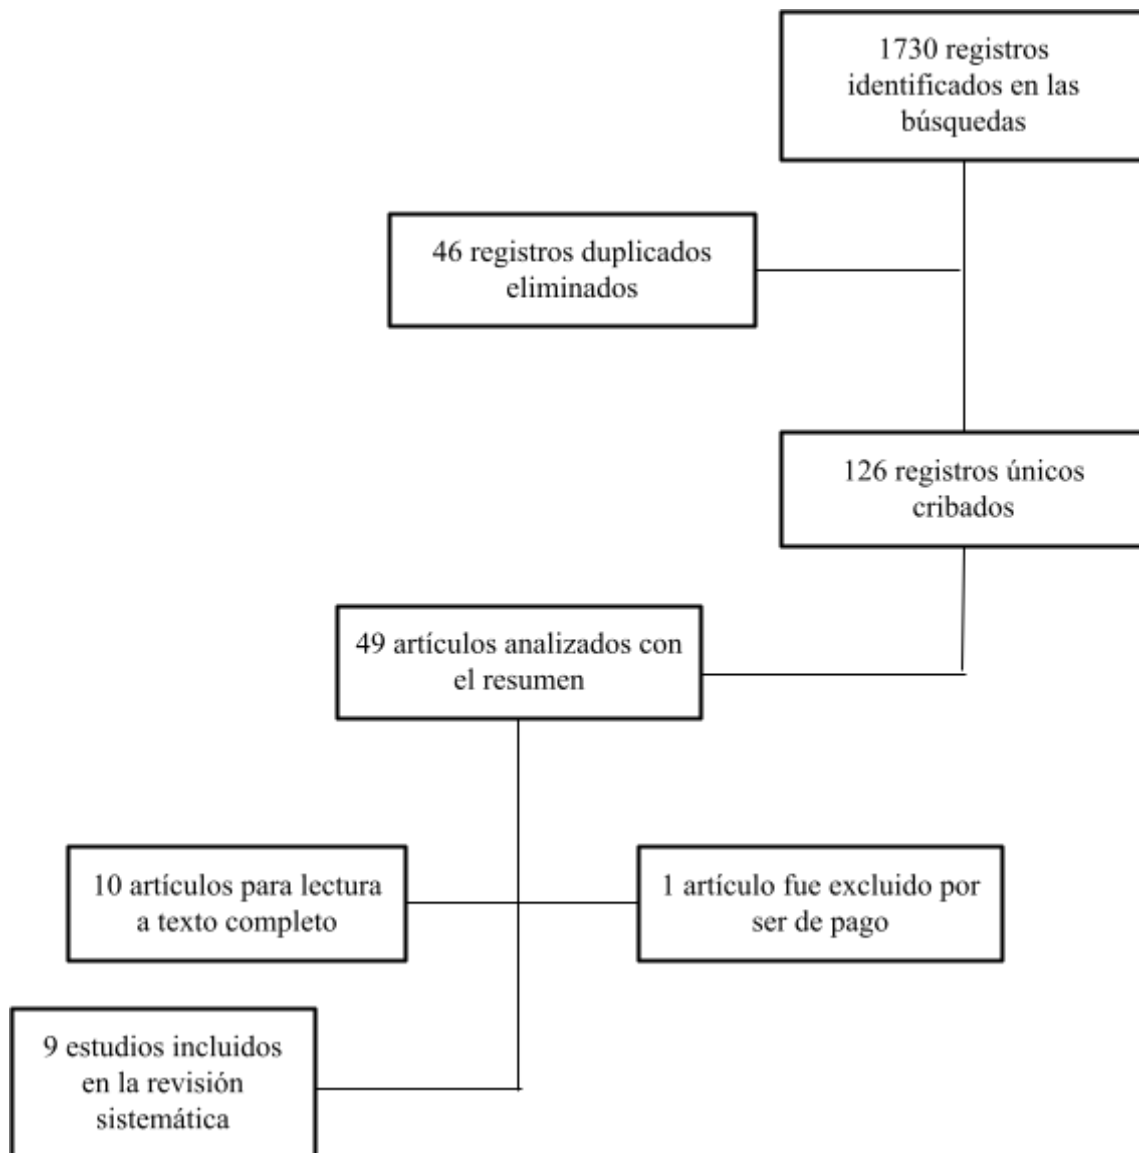 1730 registros
identificados en las
búsquedas
46 registros duplicados
eliminados
126 registros únicos
cribados
49 artículos analizados con
el resumen
10 artículos para lectura
a texto completo
1 artículo fue excluido por
ser de pago
9 estudios incluidos
en la revisión
sistemática